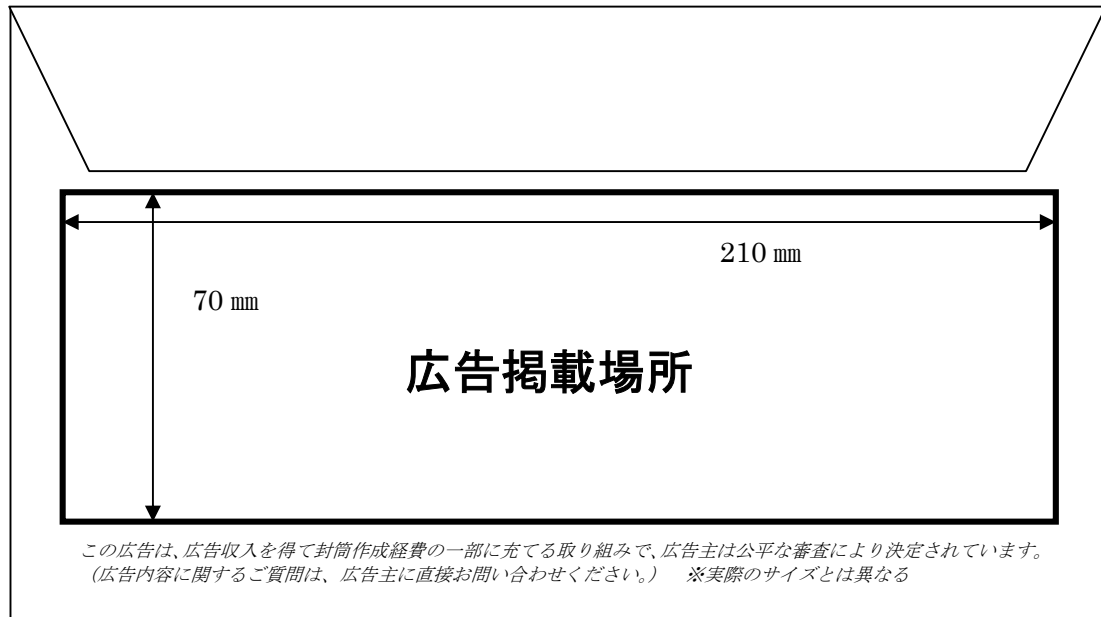 210 ㎜
70 ㎜
広告掲載場所
この広告は、広告収入を得て封筒作成経費の一部に充てる取り組みで、広告主は公平な審査により決定されています。
（広告内容に関するご質問は、広告主に直接お問い合わせください。）　※実際のサイズとは異なる